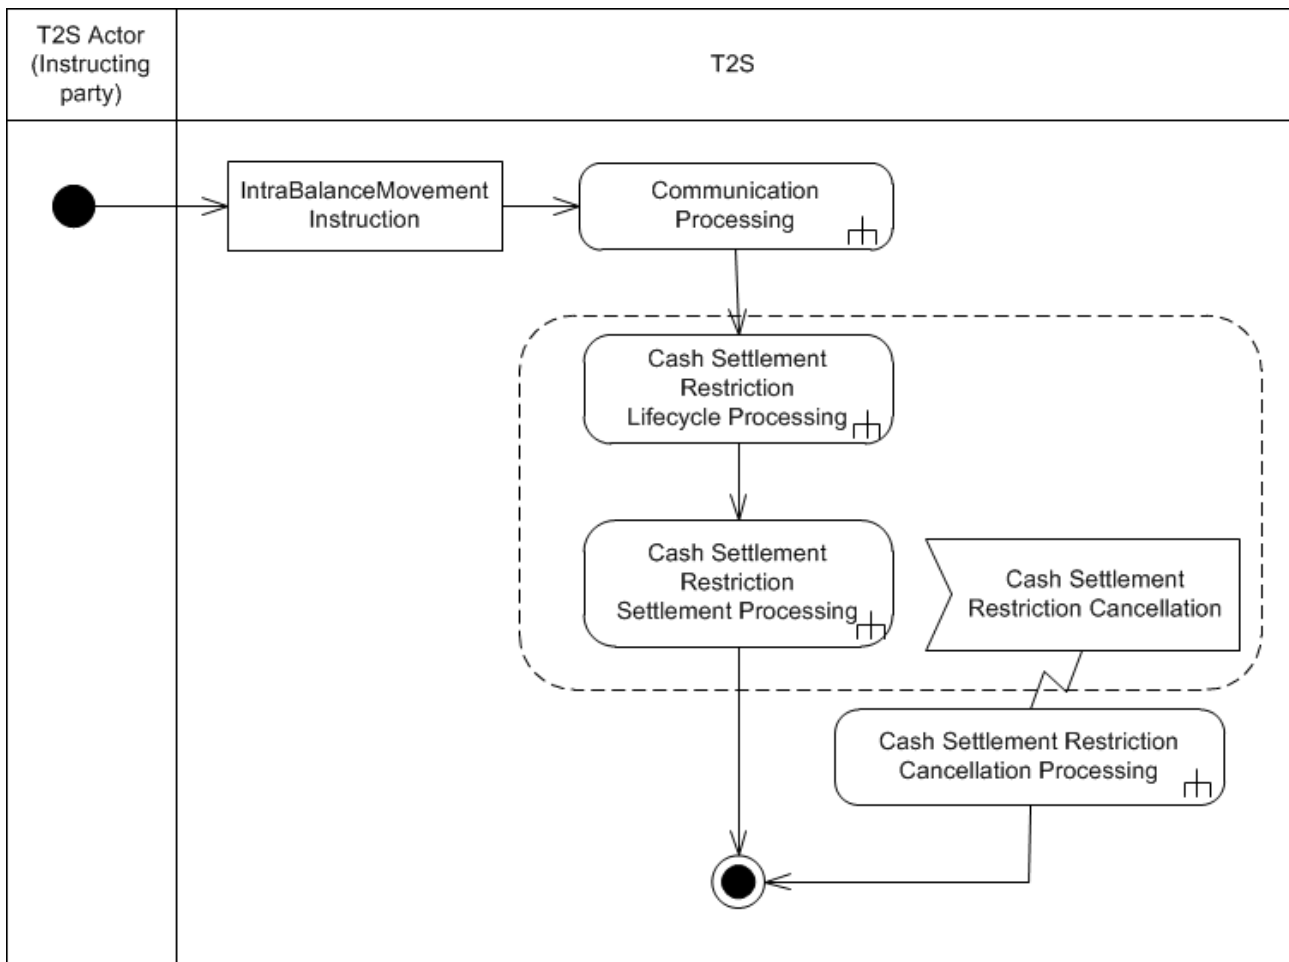 T2S Actor
(Instructing
party)
T2S
IntraBalanceMovement
Instruction
Communication
Processing
Cash Settlement
Restriction
Lifecycle Processing
Cash Settlement
Restriction
Settlement Processing
Cash Settlement
Restriction Cancellation
Cash Settlement Restriction
Cancellation Processing